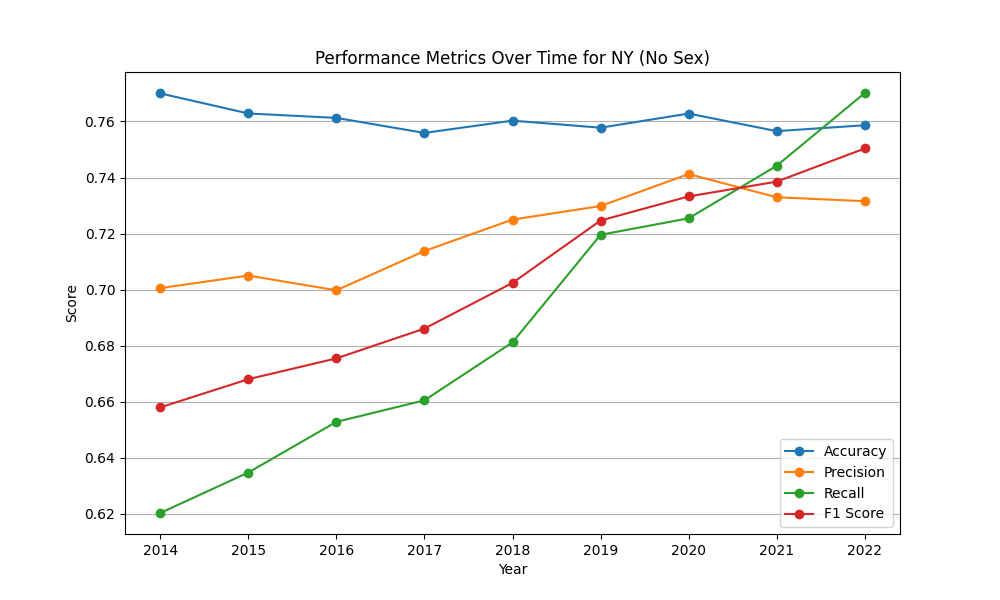 Performance Metrics Over Time for NY (No Sex)
Score
0.76
0.74
0.72
0.70
0.68
0.66
0.64
0.62
Accuracy
Precision
Recall
F1 Score
2014 2015 2016 2017 2018 2019 2020 2021 2022
Year